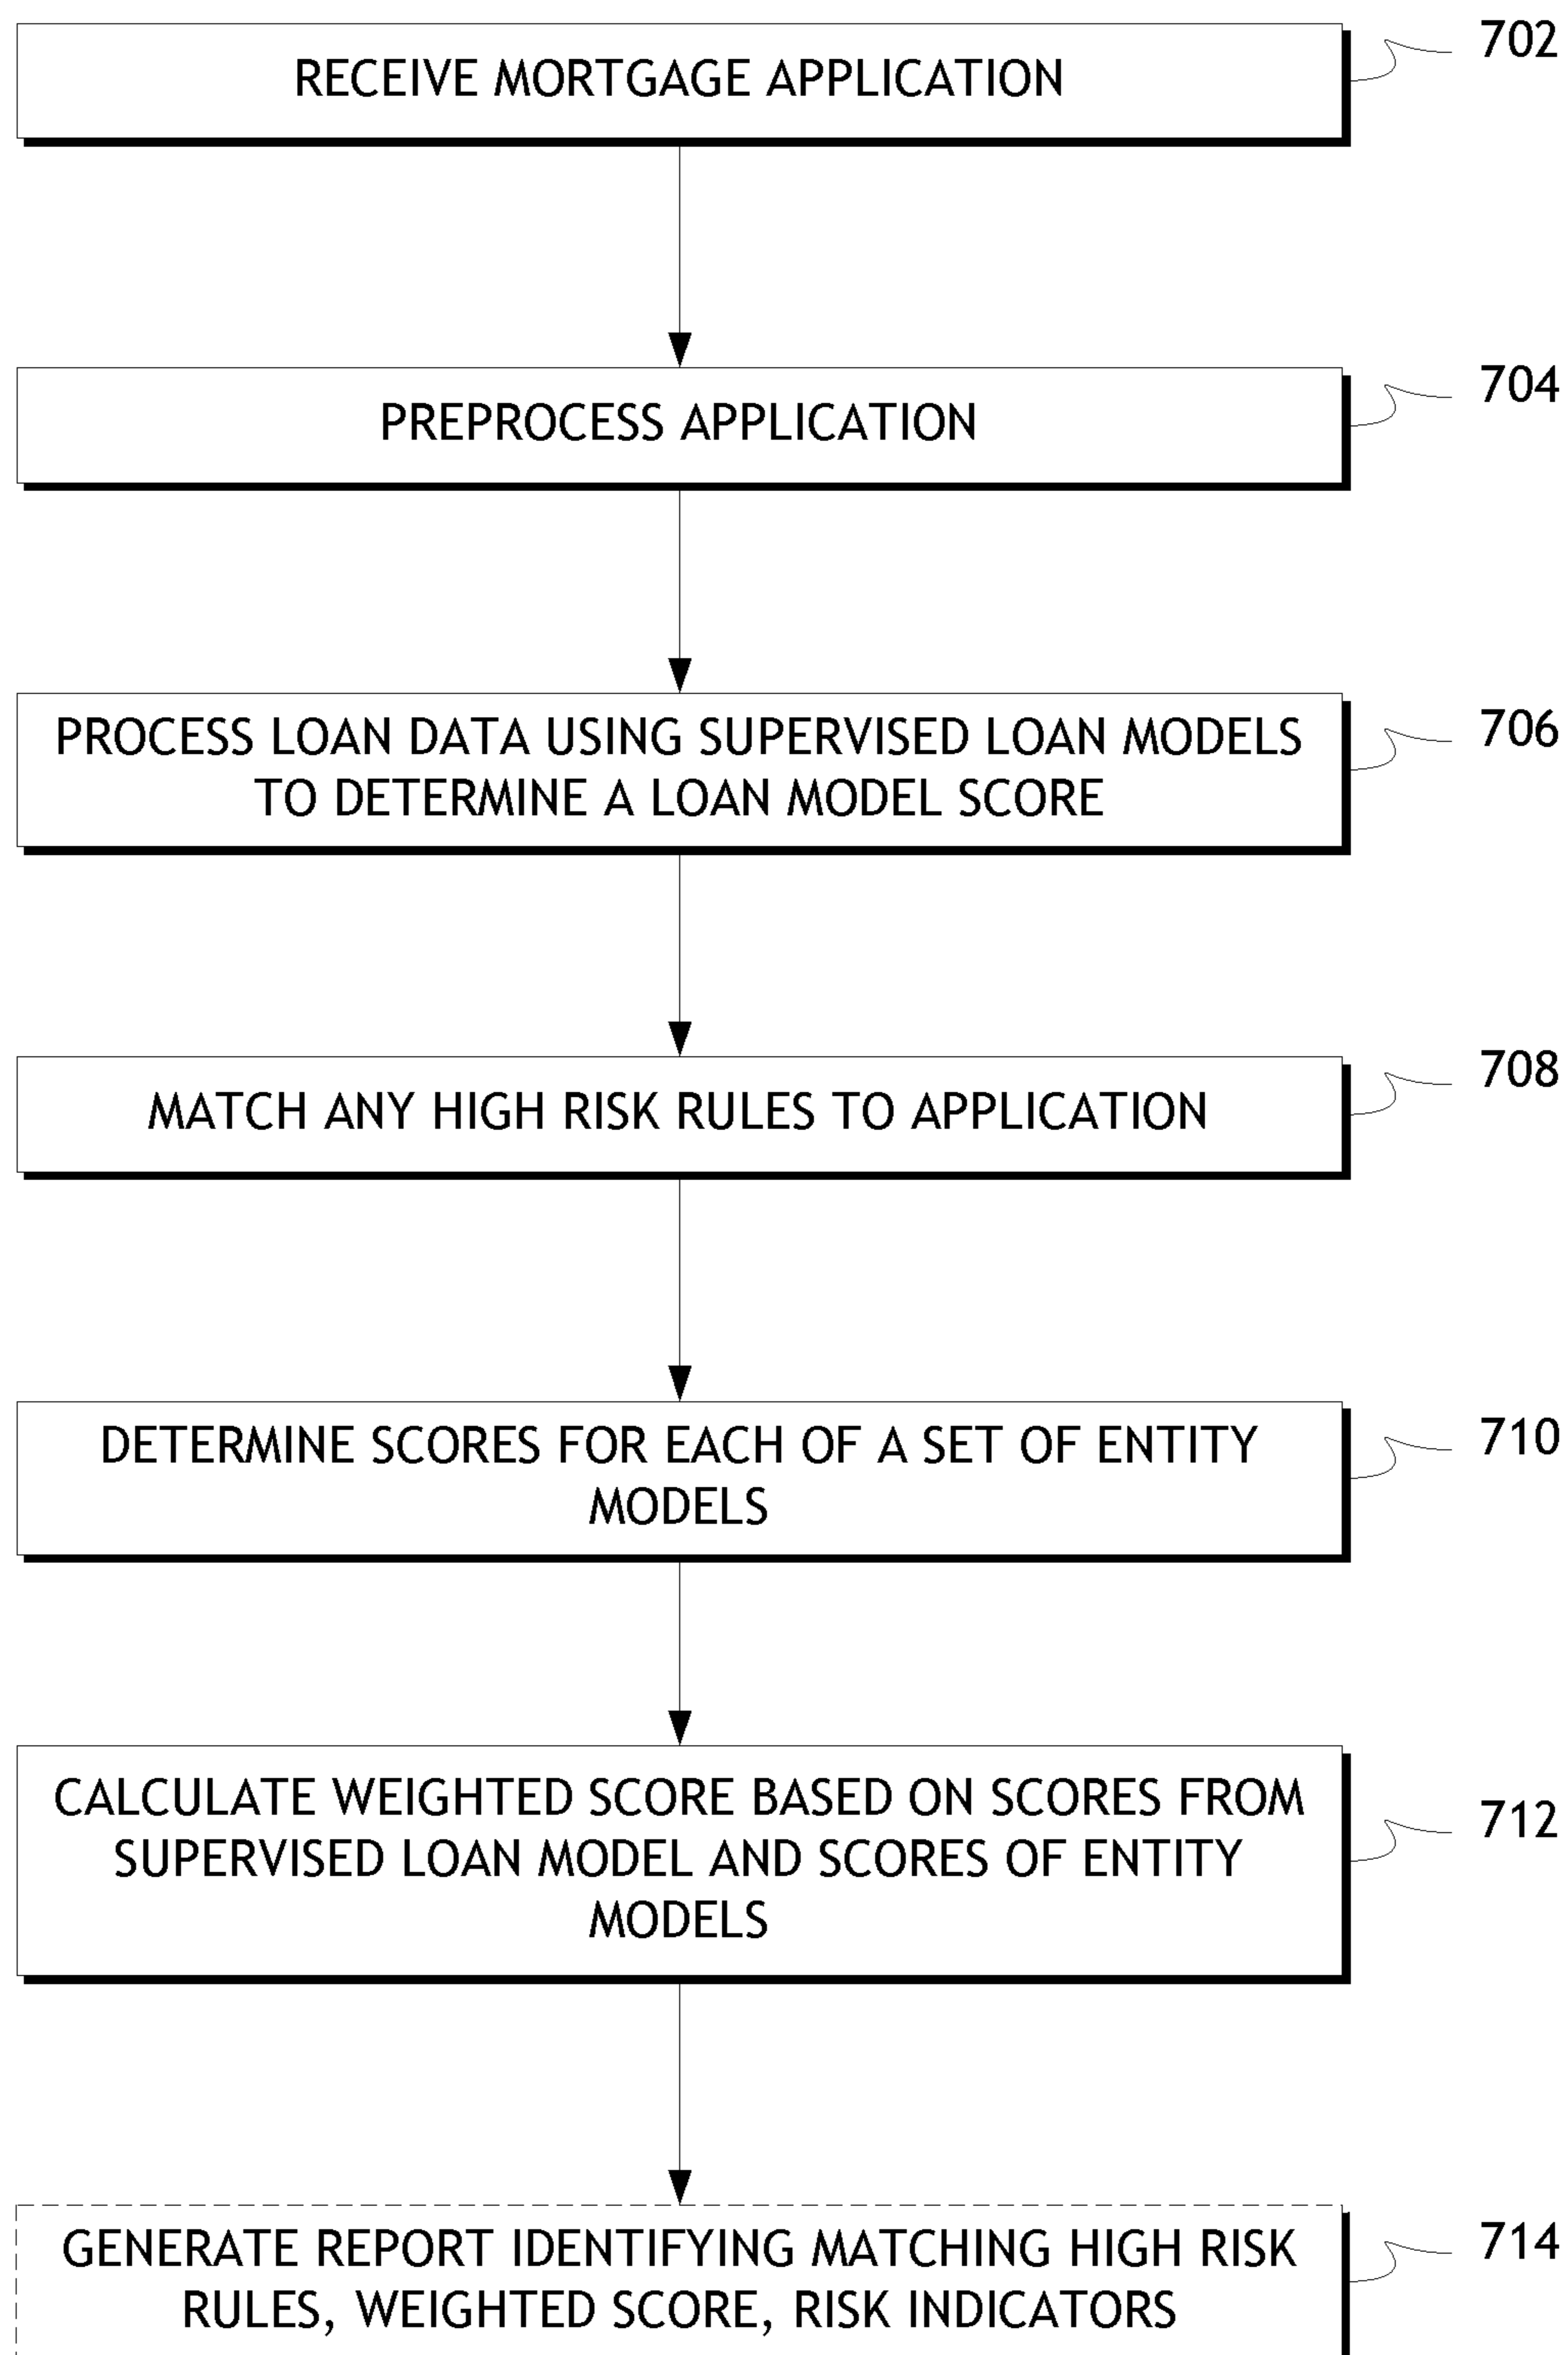 RECEIVE MORTGAGE APPLICATION
702
PREPROCESS APPLICATION
704
PROCESS LOAN DATA USING SUPERVISED LOAN MODELS
TO DETERMINE A LOAN MODEL SCORE
706
MATCH ANY HIGH RISK RULES TO APPLICATION
708
DETERMINE SCORES FOR EACH OF A SET OF ENTITY
MODELS
710
CALCULATE WEIGHTED SCORE BASED ON SCORES FROM
SUPERVISED LOAN MODEL AND SCORES OF ENTITY
MODELS
712
GENERATE REPORT IDENTIFYING MATCHING HIGH RISK
RULES, WEIGHTED SCORE, RISK INDICATORS
714